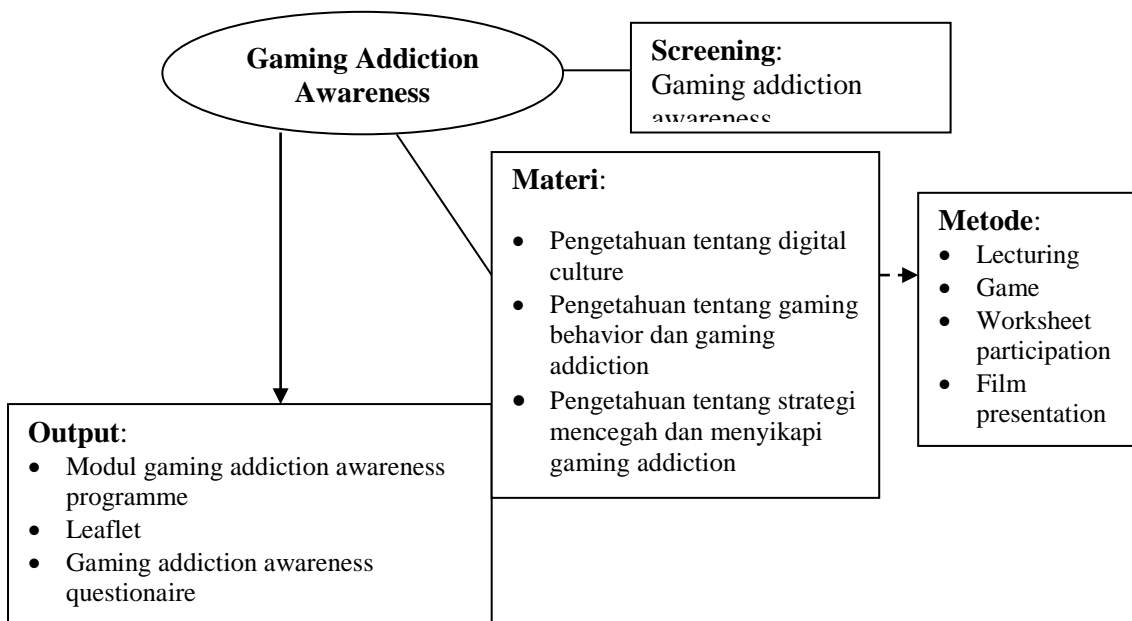 Gaming Addiction
Awareness
Screening:
Gaming addiction
awareness
Materi:
• Pengetahuan tentang digital
culture
• Pengetahuan tentang gaming
behavior dan gaming
addiction
• Pengetahuan tentang strategi
mencegah dan menyikapi
gaming addiction
Metode:
• Lecturing
• Game
• Worksheet
participation
• Film
presentation
Output:
• Modul gaming addiction awareness
programme
• Leaflet
• Gaming addiction awareness
questionaire